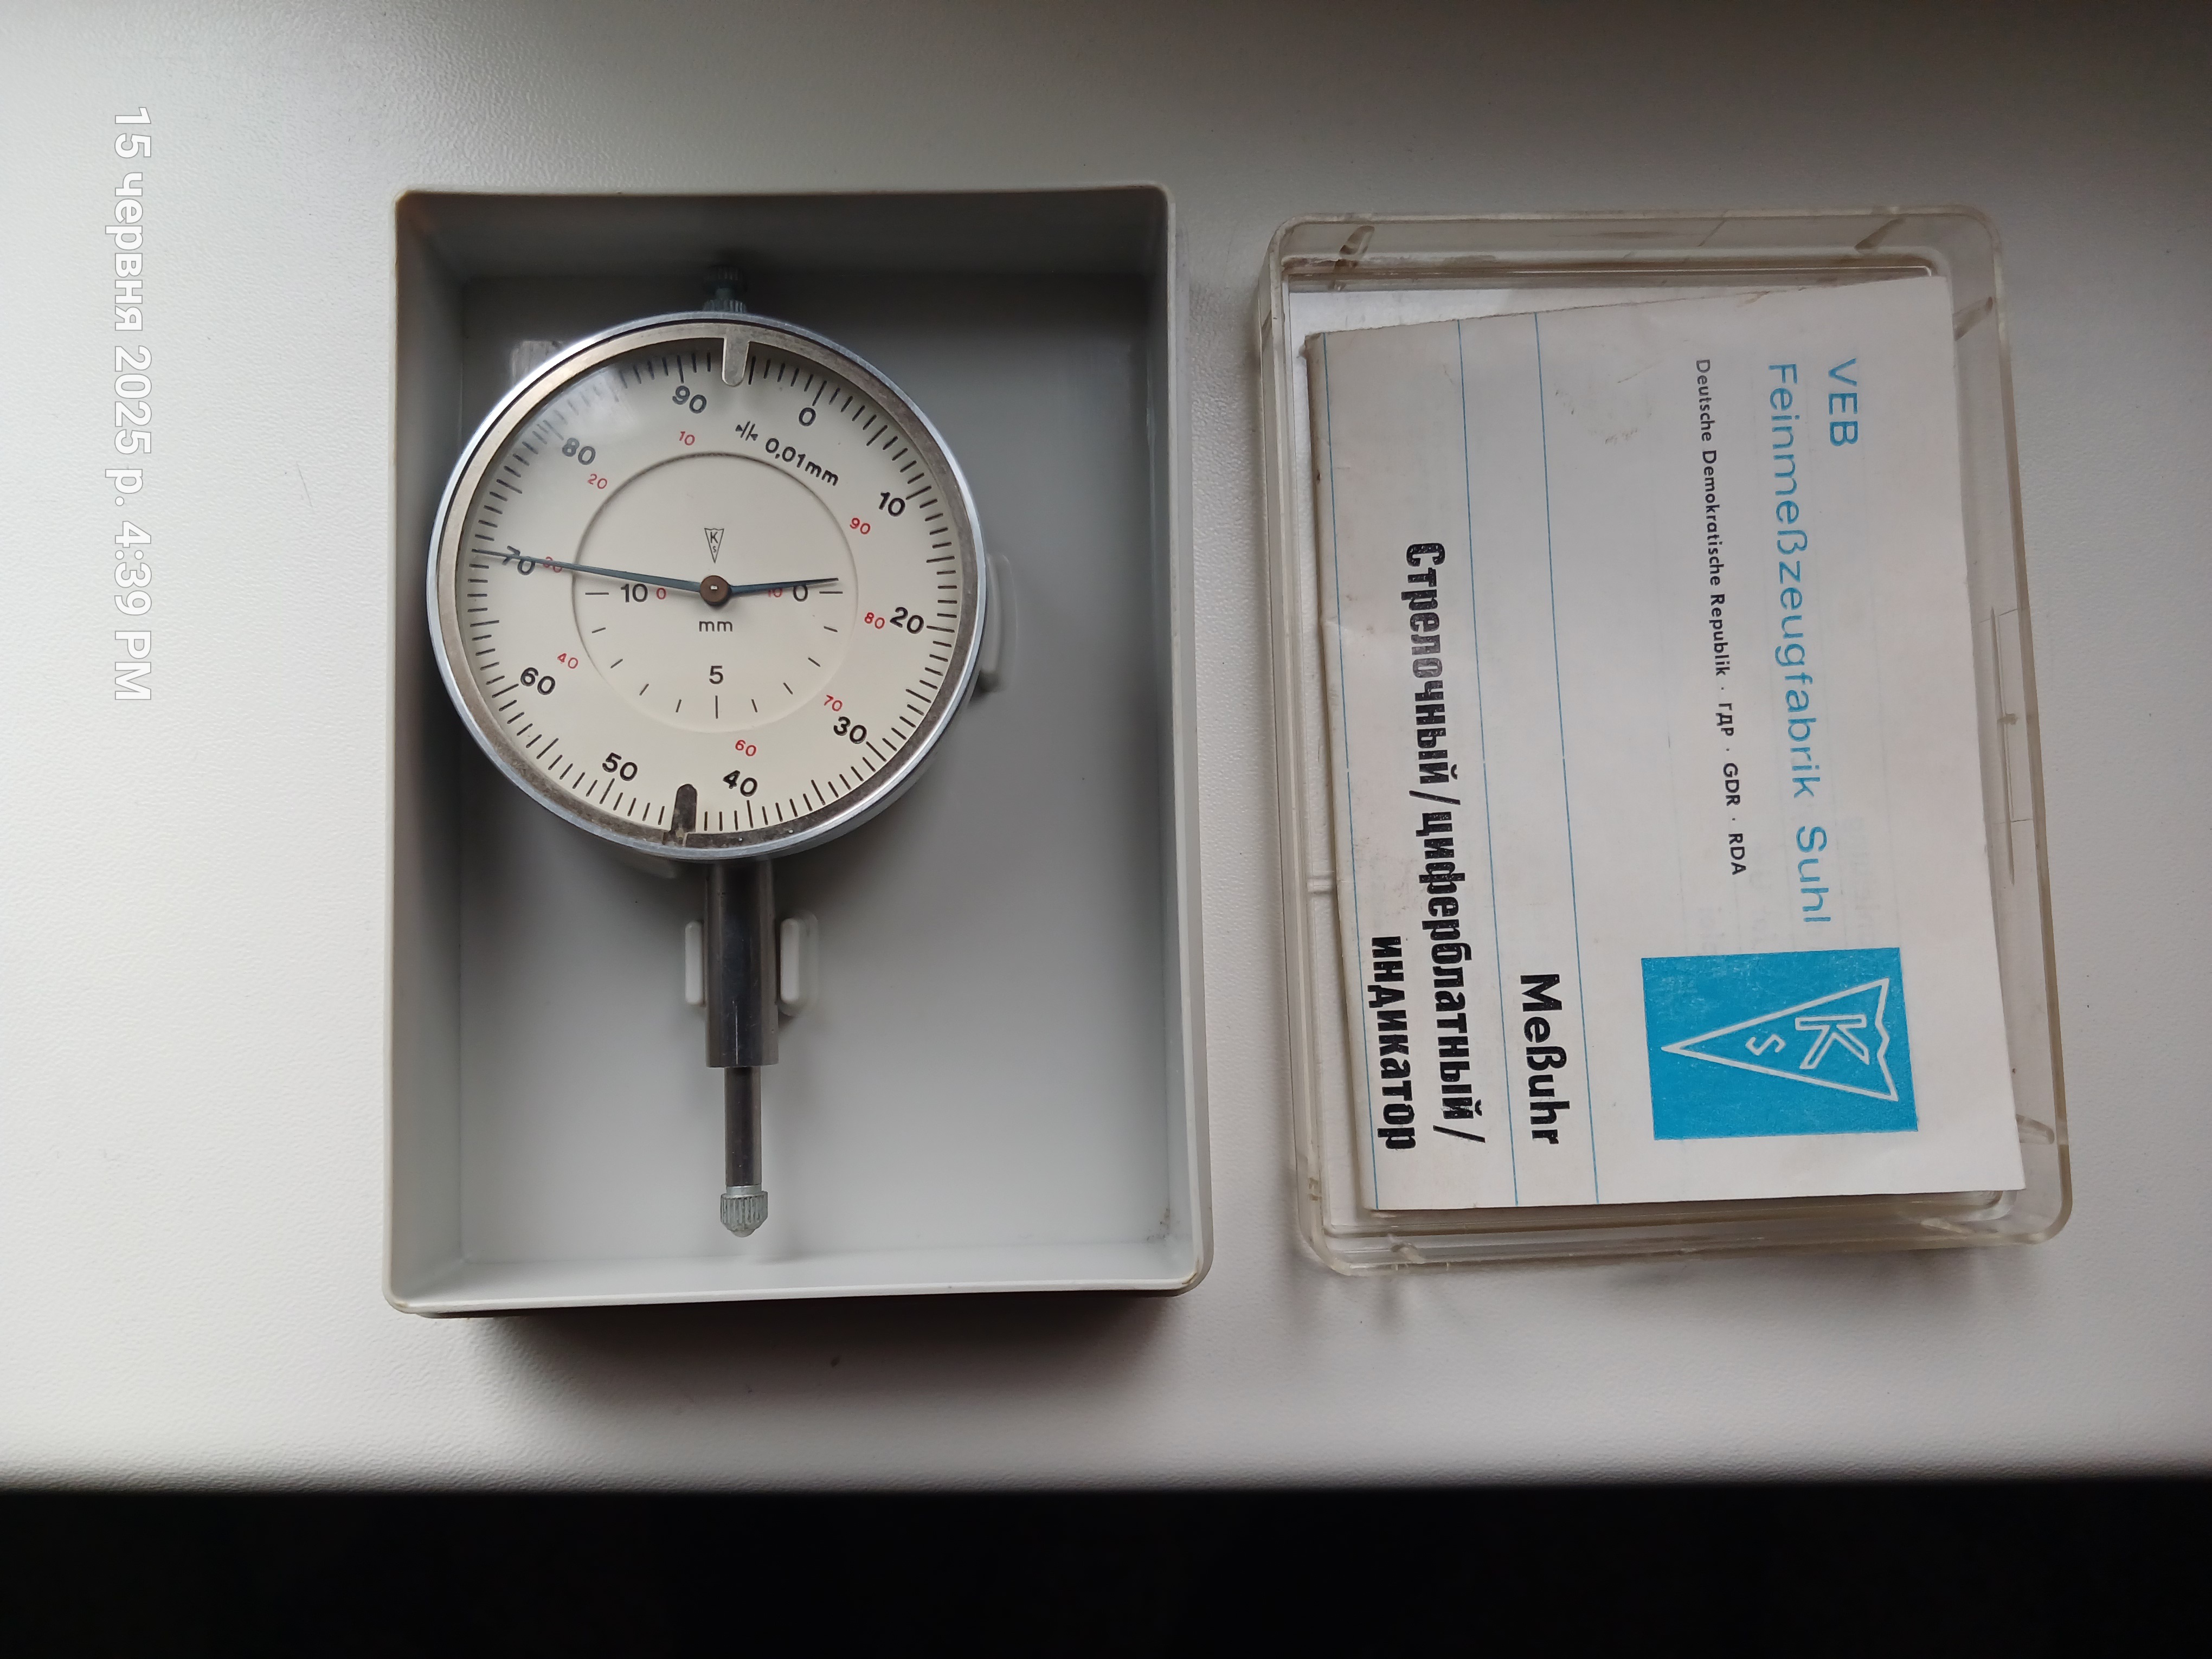 15 червня 2025 р. 4:39 PM
90
0
10
20
30
40
50
60
70
80
10
20
30
40
60
70
80
90
0,01mm
K
S
10
0
10
0
mm
5
VEB
Feinmeßzeugfabrik Suhl
Deutsche Demokratische Republik · ГДР · GDR · RDA
K
S
Meßuhr
Стрелочный/циферблатный/
индикатор